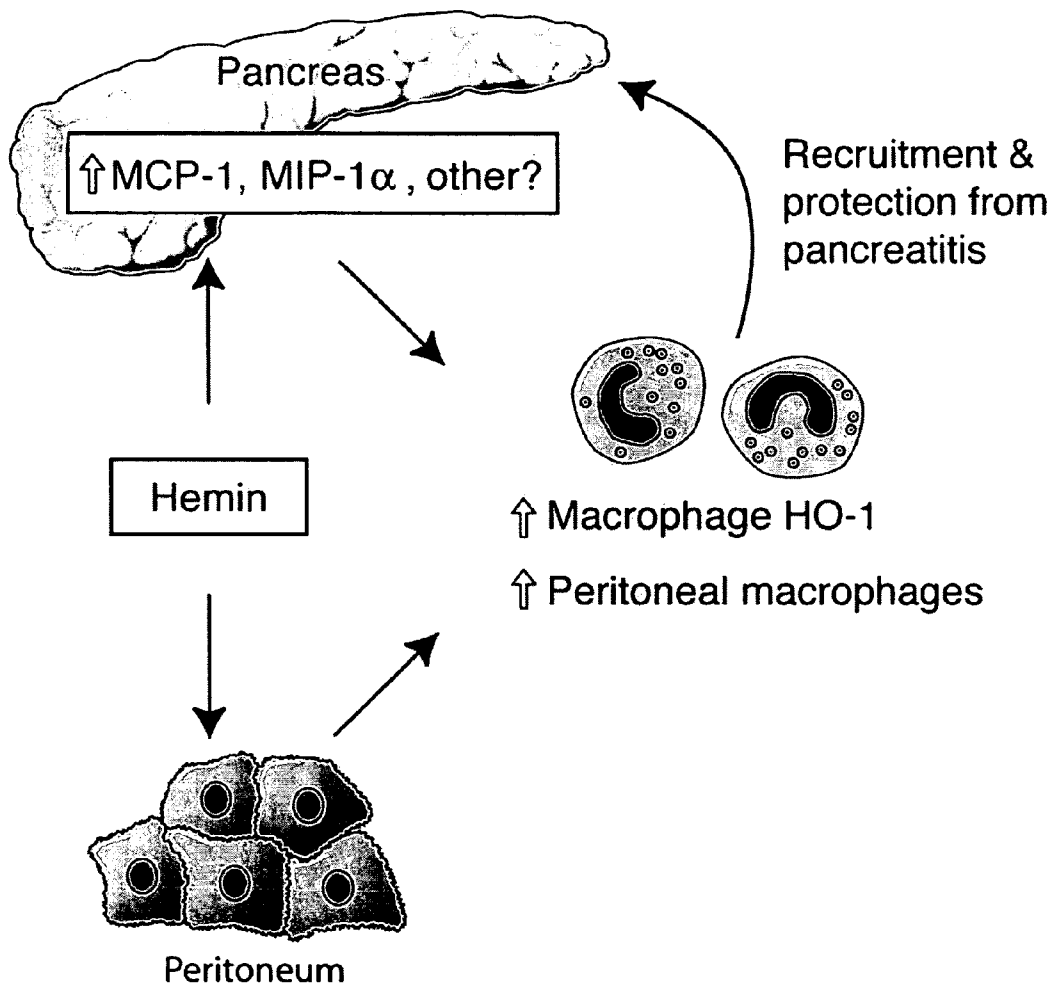 Pancreas
⇧ MCP-1, MIP-1α , other?
Recruitment &
protection from
pancreatitis
Hemin
⇧ Macrophage HO-1
⇧ Peritoneal macrophages
Peritoneum